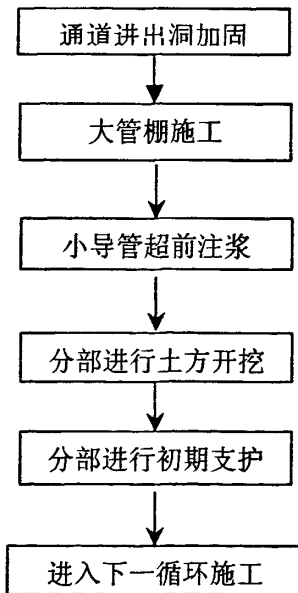 通道进出洞加固
大管棚施工
小导管超前注浆
分部进行土方开挖
分部进行初期支护
进入下一循环施工